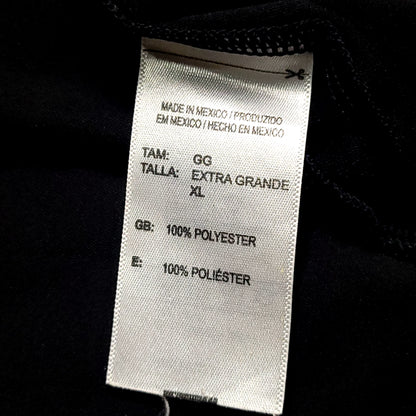 MADE IN MEXICO / PRODUZIDO
EM MEXICO / HECHO EN MEXICO
TAM: GG
TALLA: EXTRA GRANDE
XL
GB: 100% POLYESTER
E: 100% POLIÉSTER